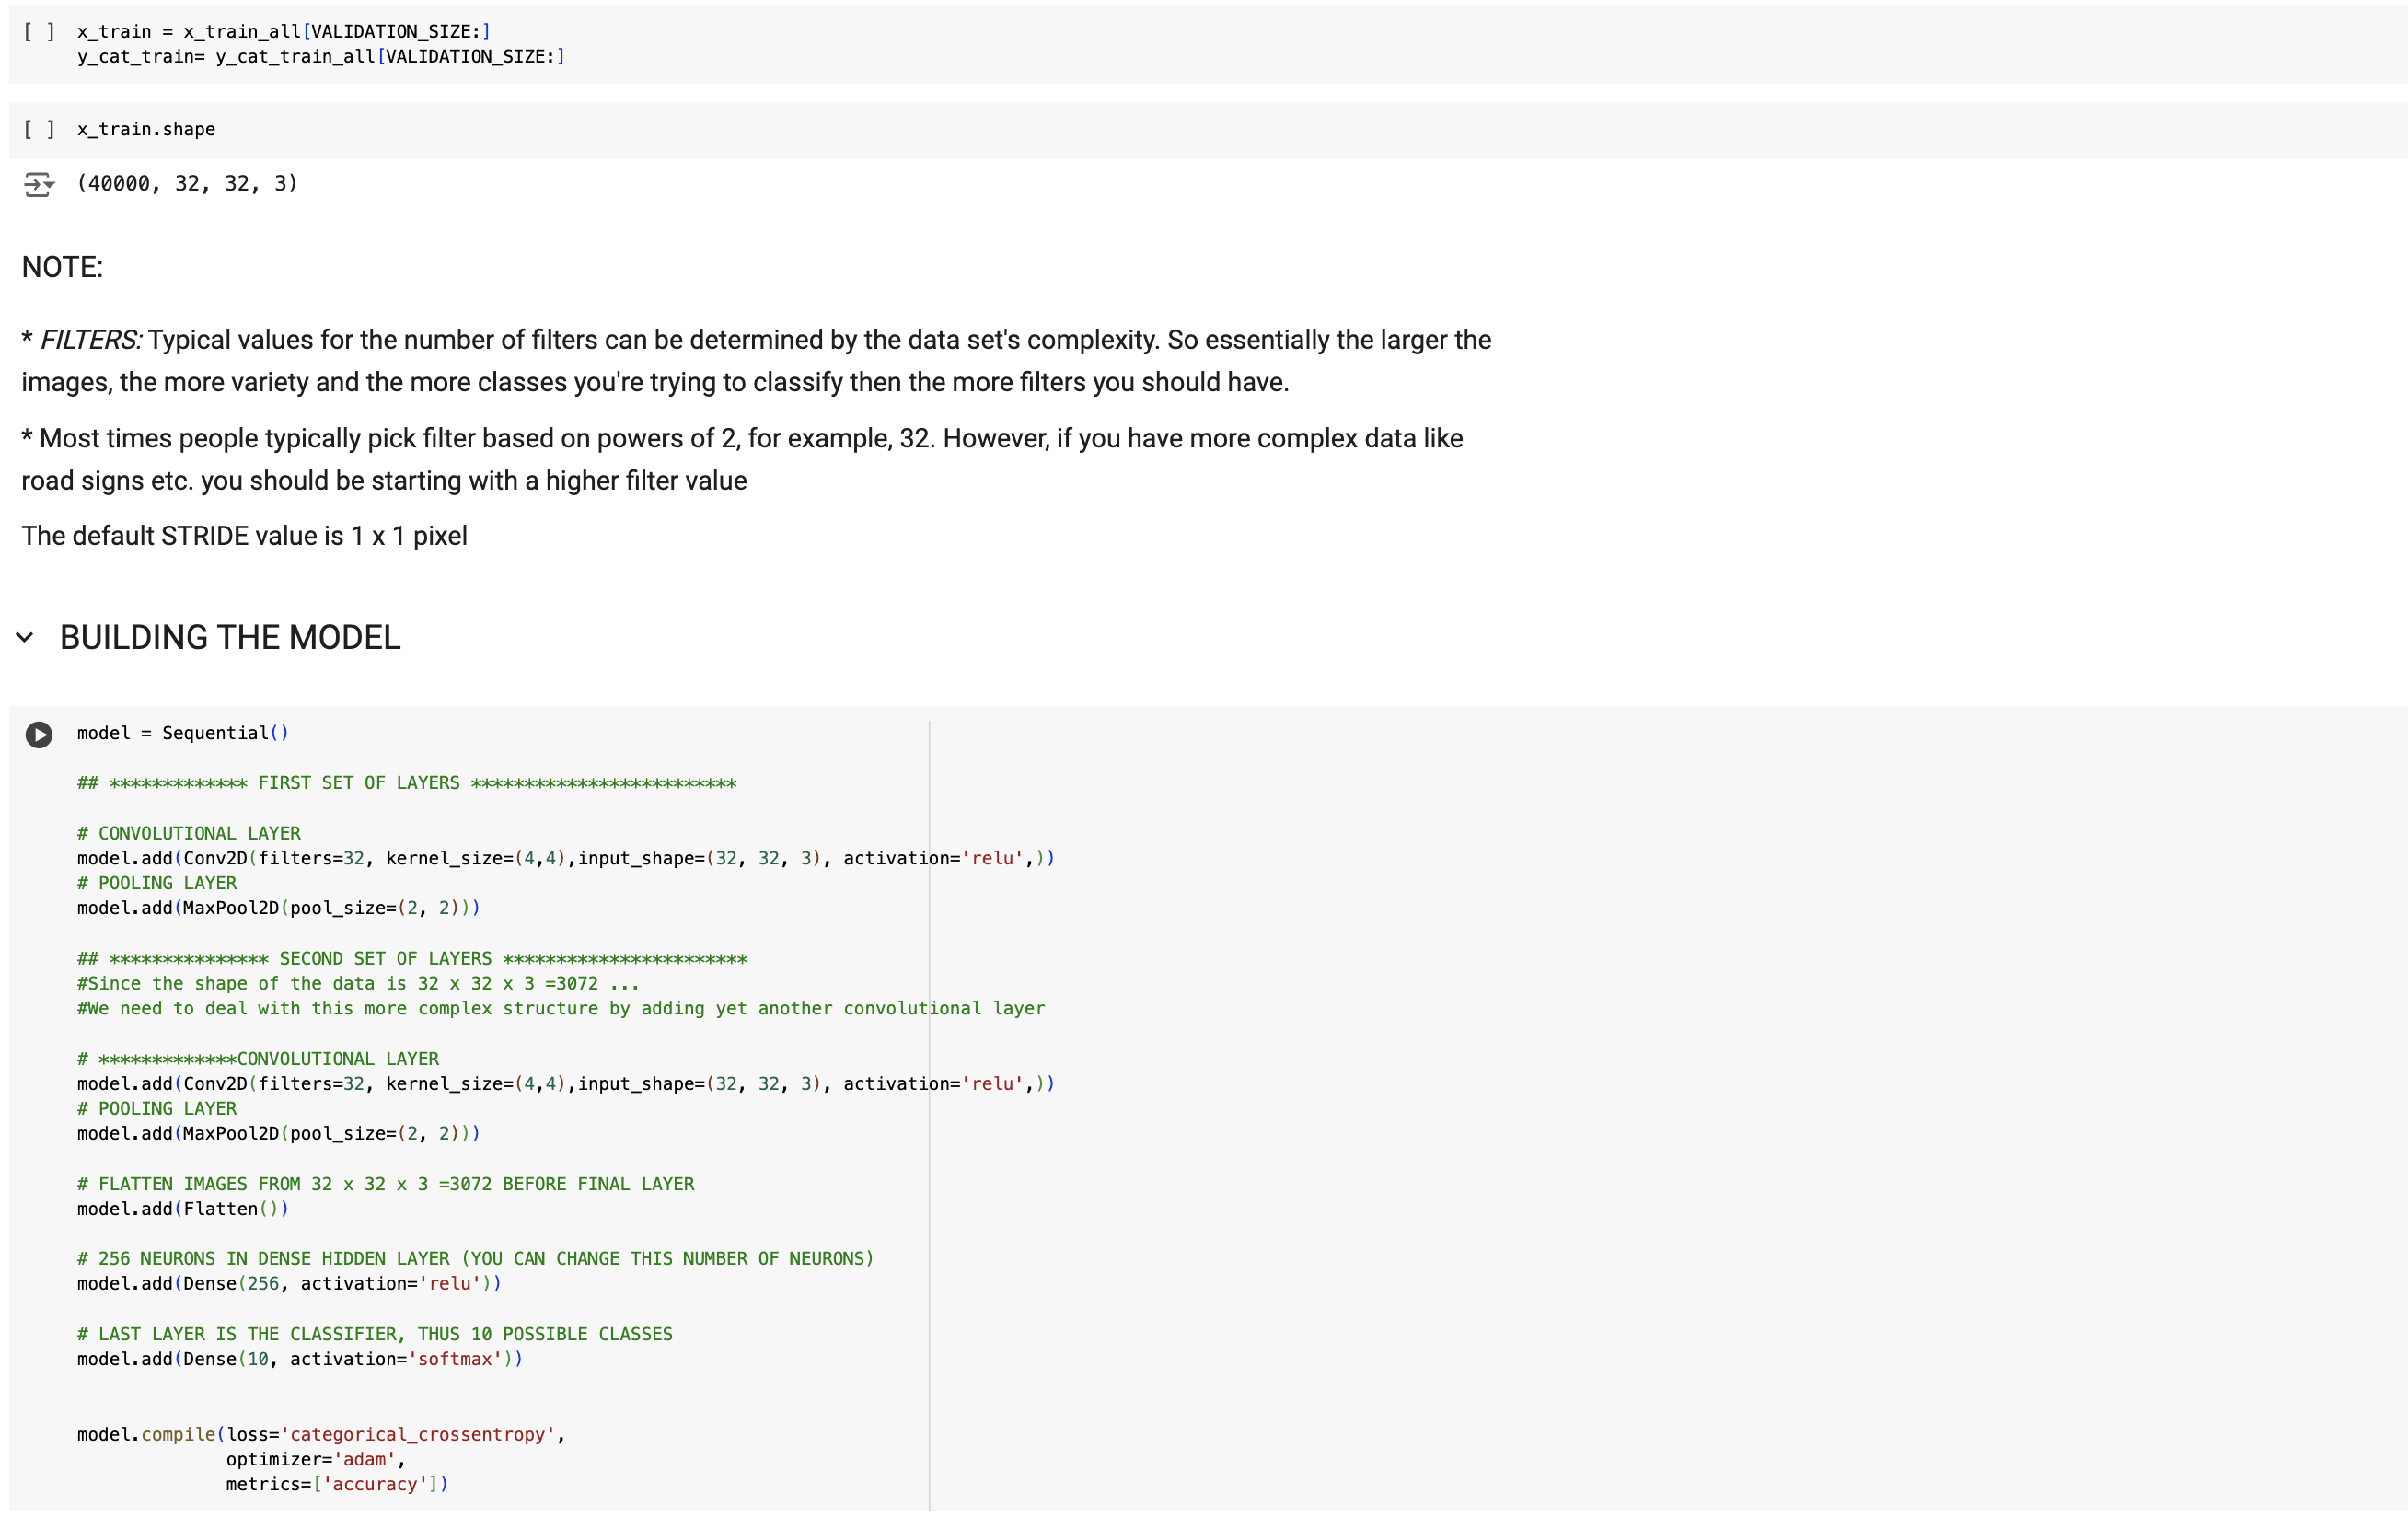 [ ] x_train = x_train_all[VALIDATION_SIZE:]
y_cat_train= y_cat_train_all[VALIDATION_SIZE:]
[ ] x_train.shape
(40000, 32, 32, 3)
NOTE:
* FILTERS: Typical values for the number of filters can be determined by the data set's complexity. So essentially the larger the
images, the more variety and the more classes you're trying to classify then the more filters you should have.
* Most times people typically pick filter based on powers of 2, for example, 32. However, if you have more complex data like
road signs etc. you should be starting with a higher filter value
The default STRIDE value is 1 x 1 pixel
BUILDING THE MODEL
model = Sequential()
## ************* FIRST SET OF LAYERS *************************
# CONVOLUTIONAL LAYER
model.add(Conv2D(filters=32, kernel_size=(4,4),input_shape=(32, 32, 3), activation='relu',))
# POOLING LAYER
model.add(MaxPool2D(pool_size=(2, 2)))
## *************** SECOND SET OF LAYERS ***********************
#Since the shape of the data is 32 x 32 x 3 =3072 ...
#We need to deal with this more complex structure by adding yet another convolutional layer
# *************CONVOLUTIONAL LAYER
model.add(Conv2D(filters=32, kernel_size=(4,4),input_shape=(32, 32, 3), activation='relu',))
# POOLING LAYER
model.add(MaxPool2D(pool_size=(2, 2)))
# FLATTEN IMAGES FROM 32 x 32 x 3 =3072 BEFORE FINAL LAYER
model.add(Flatten())
# 256 NEURONS IN DENSE HIDDEN LAYER (YOU CAN CHANGE THIS NUMBER OF NEURONS)
model.add(Dense(256, activation='relu'))
# LAST LAYER IS THE CLASSIFIER, THUS 10 POSSIBLE CLASSES
model.add(Dense(10, activation='softmax'))
model.compile(loss='categorical_crossentropy',
optimizer='adam',
metrics=['accuracy'])